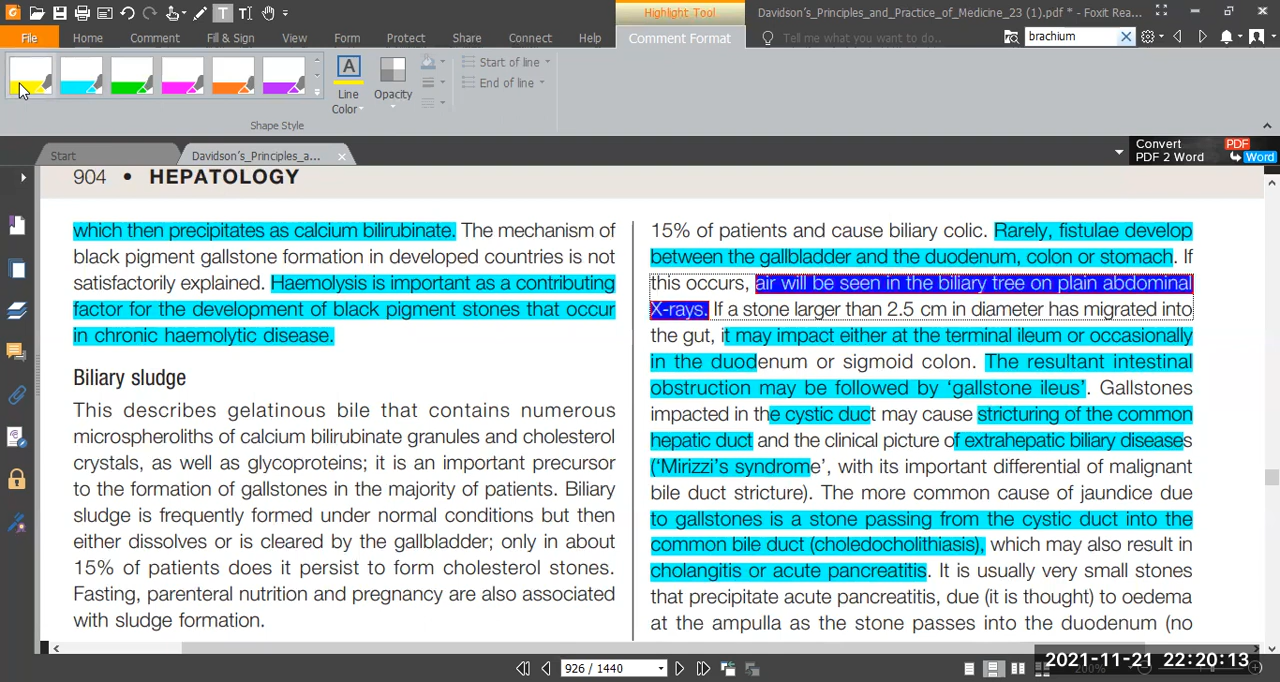 Highlight Tool
Davidson's_Principles_and_Practice_of_Medicine_23 (1).pdf * - Foxit Rea...
File
Home
Comment
Fill & Sign
View
Form
Protect
Share
Connect
Help
Comment Format
Tell me what you want to do..
brachium
Line
Color
Opacity
Start of line
End of line
Shape Style
Start
Davidson's_Principles_a...
Convert
PDF 2 Word
PDF
Word
904 • HEPATOLOGY
which then precipitates as calcium bilirubinate. The mechanism of
black pigment gallstone formation in developed countries is not
satisfactorily explained. Haemolysis is important as a contributing
factor for the development of black pigment stones that occur
in chronic haemolytic disease.
Biliary sludge
This describes gelatinous bile that contains numerous
microspheroliths of calcium bilirubinate granules and cholesterol
crystals, as well as glycoproteins; it is an important precursor
to the formation of gallstones in the majority of patients. Biliary
sludge is frequently formed under normal conditions but then
either dissolves or is cleared by the gallbladder; only in about
15% of patients does it persist to form cholesterol stones.
Fasting, parenteral nutrition and pregnancy are also associated
with sludge formation.
15% of patients and cause biliary colic. Rarely, fistulae develop
between the gallbladder and the duodenum, colon or stomach. If
this occurs, air will be seen in the biliary tree on plain abdominal
X-rays. If a stone larger than 2.5 cm in diameter has migrated into
the gut, it may impact either at the terminal ileum or occasionally
in the duodenum or sigmoid colon. The resultant intestinal
obstruction may be followed by 'gallstone ileus'. Gallstones
impacted in the cystic duct may cause stricturing of the common
hepatic duct and the clinical picture of extrahepatic biliary diseases
('Mirizzi's syndrome', with its important differential of malignant
bile duct stricture). The more common cause of jaundice due
to gallstones is a stone passing from the cystic duct into the
common bile duct (choledocholithiasis), which may also result in
cholangitis or acute pancreatitis. It is usually very small stones
that precipitate acute pancreatitis, due (it is thought) to oedema
at the ampulla as the stone passes into the duodenum (no
926 / 1440
200%
2021-11-21 22:20:13